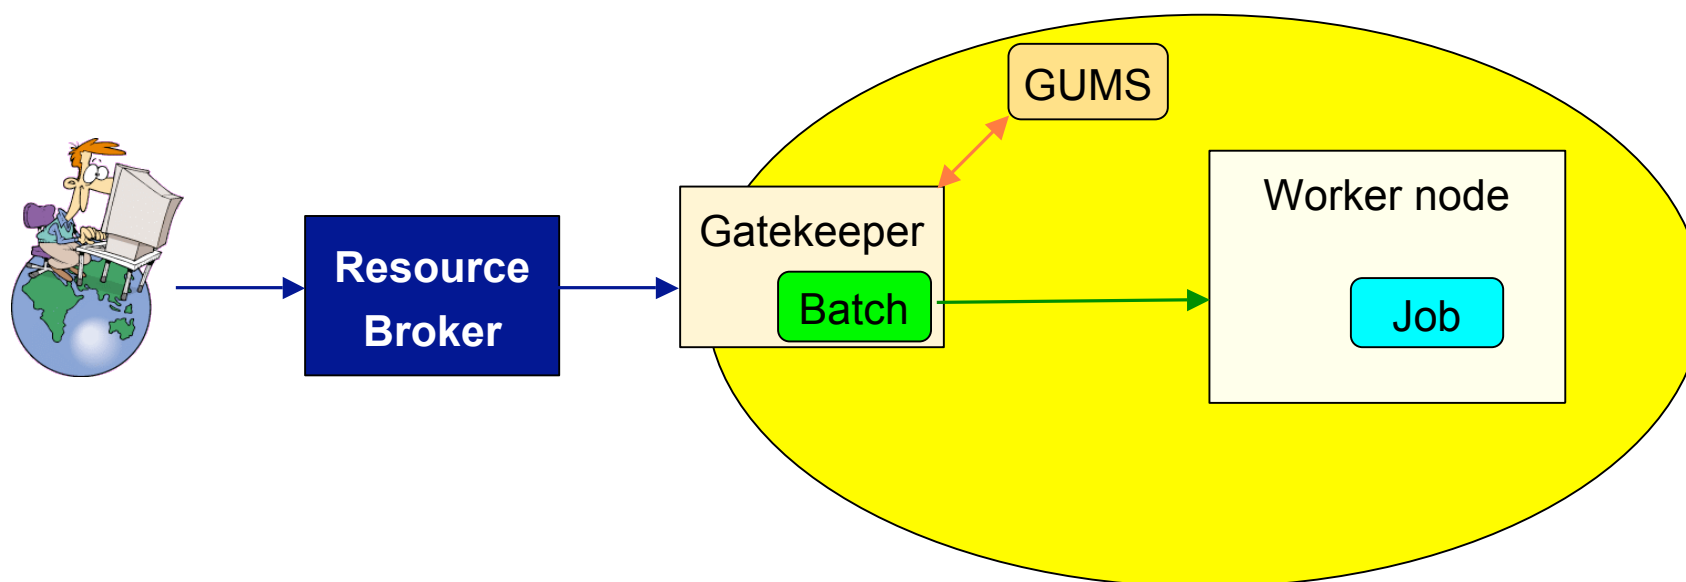 GUMS
Resource
Broker
Gatekeeper
Batch
Worker node
Job